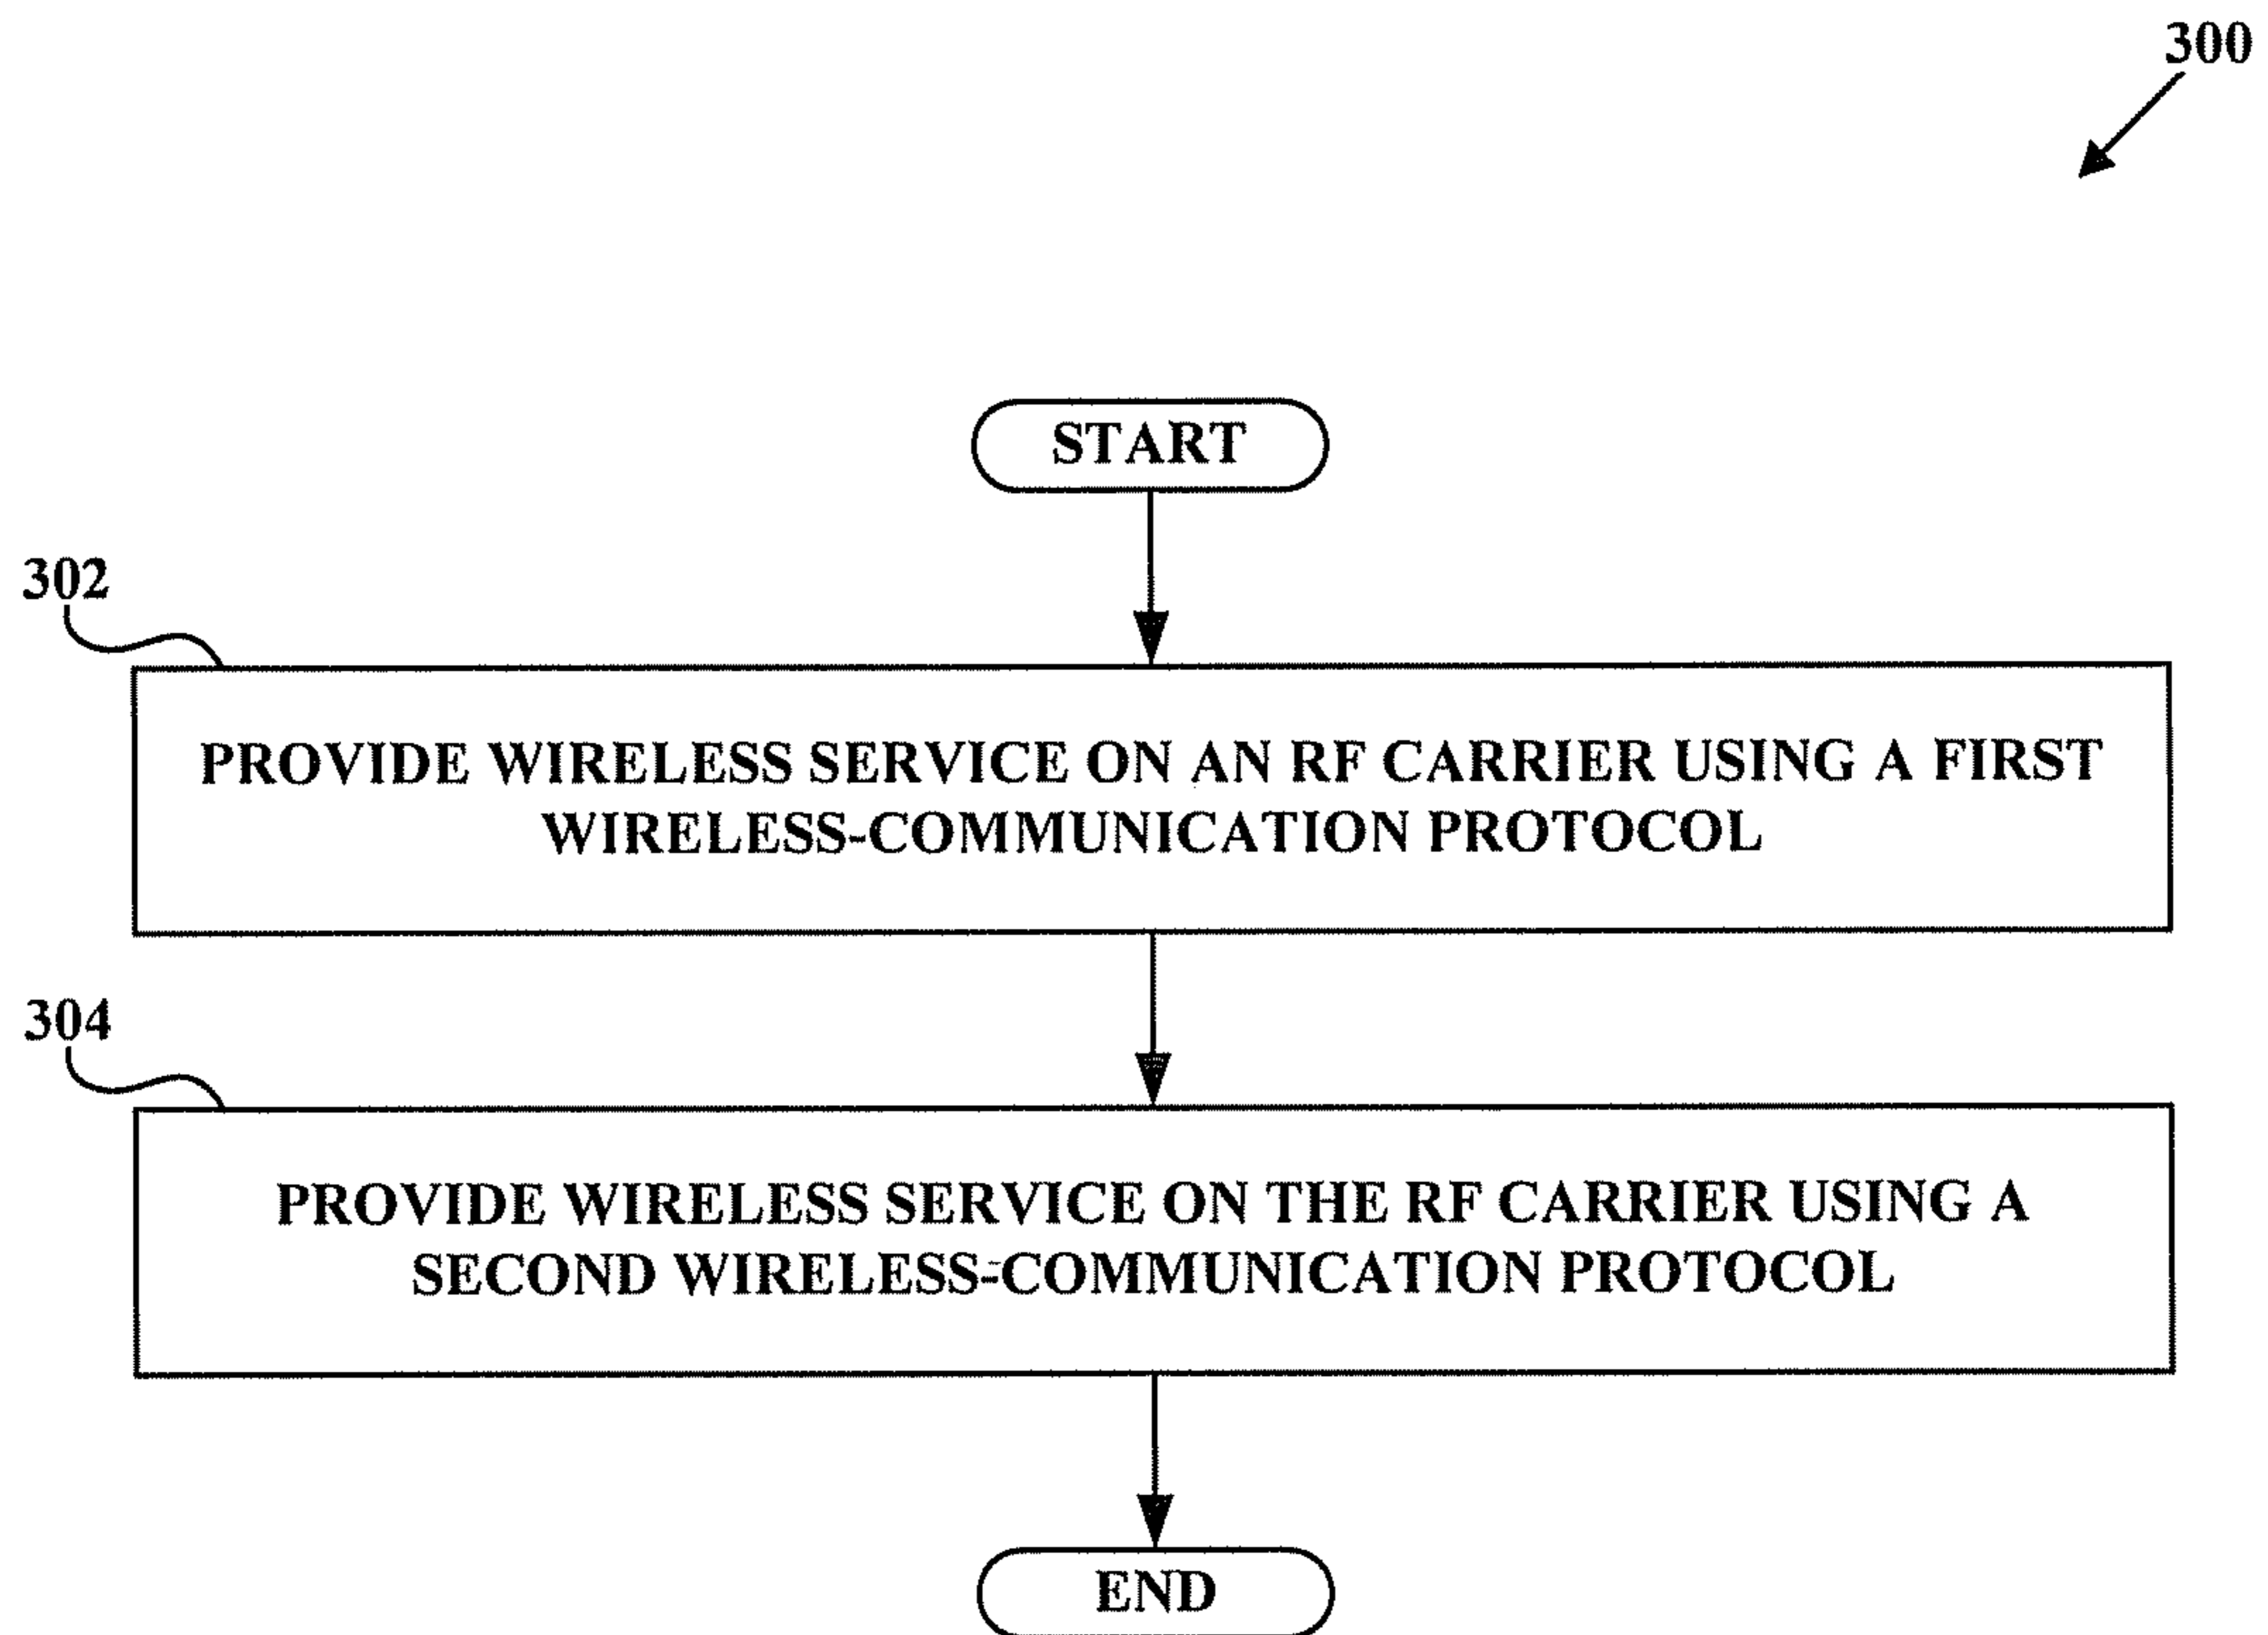 300
START
302
PROVIDE WIRELESS SERVICE ON AN RF CARRIER USING A FIRST
WIRELESS-COMMUNICATION PROTOCOL
304
PROVIDE WIRELESS SERVICE ON THE RF CARRIER USING A
SECOND WIRELESS-COMMUNICATION PROTOCOL
END